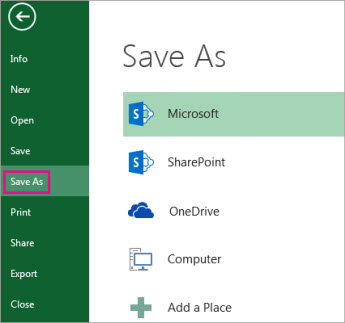 Info
New
Open
Save
Save As
Print
Share
Export
Close
Save As
Microsoft
SharePoint
OneDrive
Computer
Add a Place